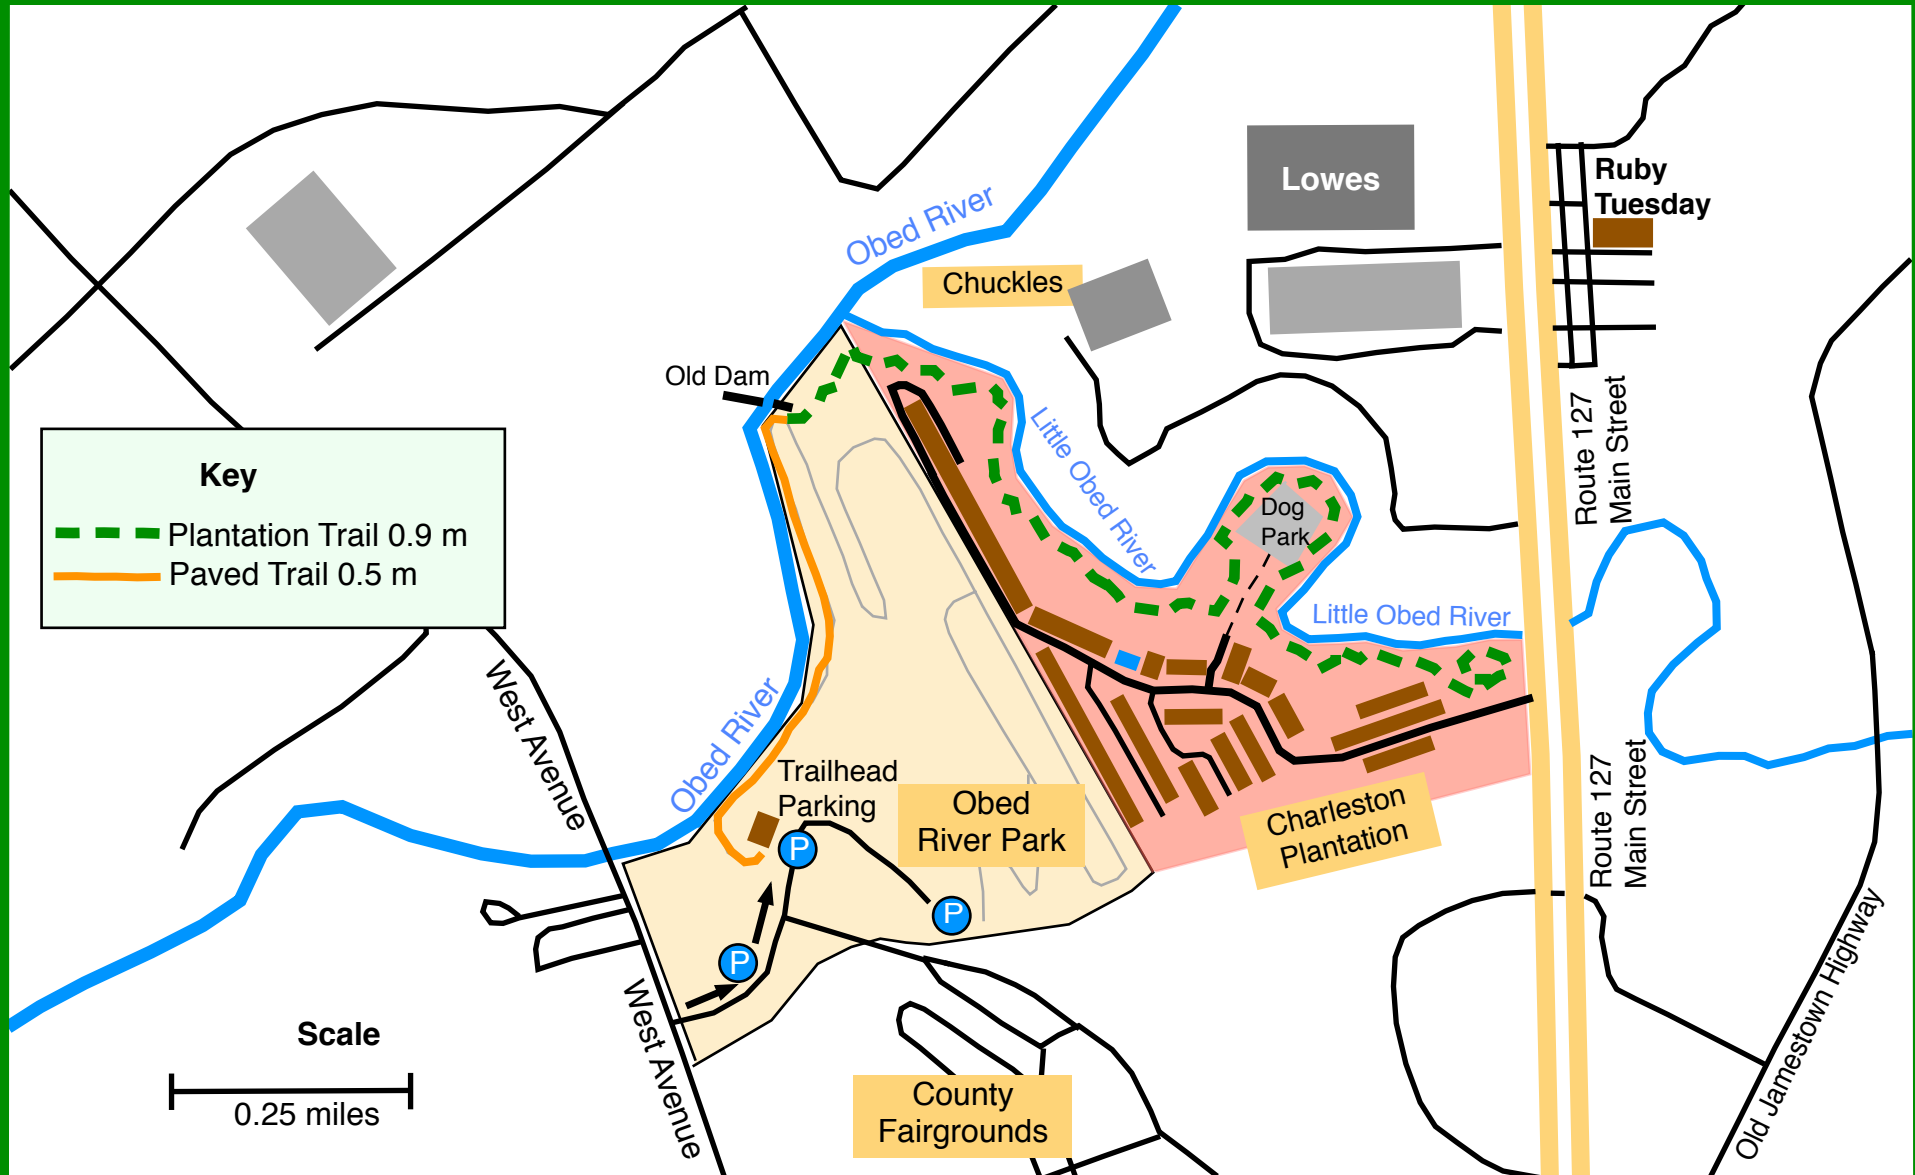 Lowes
Ruby
Tuesday
Obed River
Chuckles
Old Dam
Route 127
Main Street
Little Obed River
Key
Plantation Trail 0.9 m
Paved Trail 0.5 m
Dog
Park
Little Obed River
West Avenue
Obed River
Trailhead
Parking
Obed
River Park
Charleston
Plantation
Route 127
Main Street
P
P
P
Old Jamestown Highway
West Avenue
Scale
0.25 miles
County
Fairgrounds